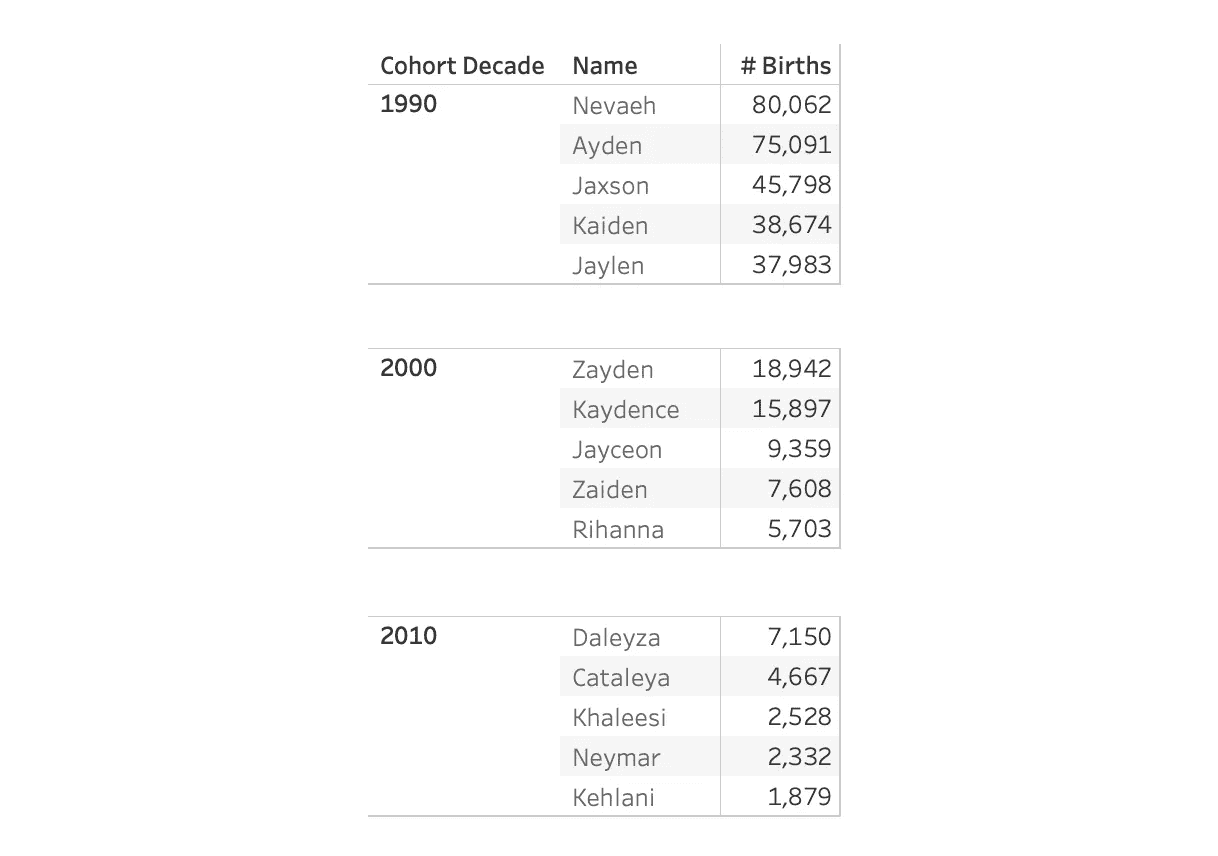 Cohort Decade Name # Births
1990 Nevaeh 80,062
Ayden 75,091
Jaxson 45,798
Kaiden 38,674
Jaylen 37,983
2000 Zayden 18,942
Kaydence 15,897
Jayceon 9,359
Zaiden 7,608
Rihanna 5,703
2010 Daleyza 7,150
Cataleya 4,667
Khaleesi 2,528
Neymar 2,332
Kehlani 1,879